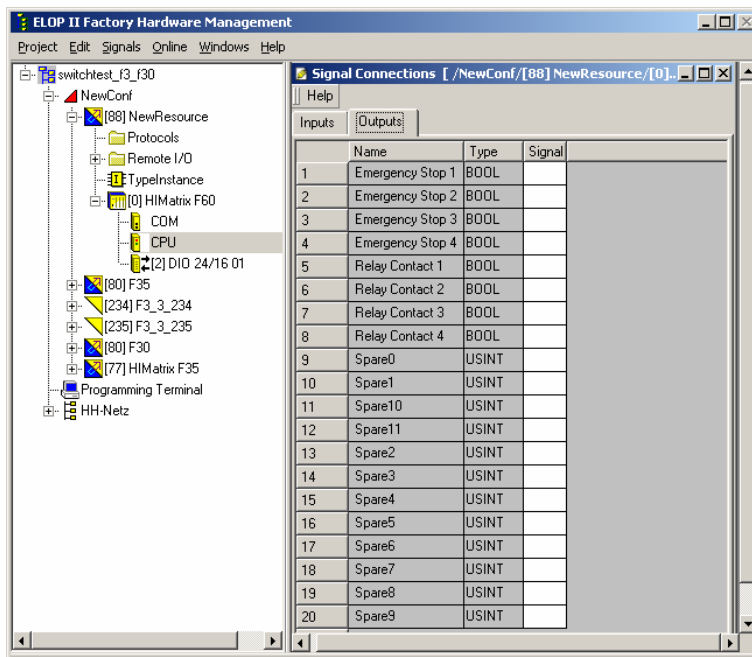 ELOP II Factory Hardware Management
Project Edit Signals Online Windows Help
switchtest_f3_f30
NewConf
[88] NewResource
Protocols
Remote I/O
TypeInstance
[0] HIMatrix F60
COM
CPU
[2] DIO 24/16 01
[80] F35
[234] F3_3_234
[235] F3_3_235
[80] F30
[77] HIMatrix F35
Programming Terminal
HH-Netz
Signal Connections [ /NewConf/[88] NewResource/[0]..
Help
Inputs Outputs
Name Type Signal
1 Emergency Stop 1 BOOL
2 Emergency Stop 2 BOOL
3 Emergency Stop 3 BOOL
4 Emergency Stop 4 BOOL
5 Relay Contact 1 BOOL
6 Relay Contact 2 BOOL
7 Relay Contact 3 BOOL
8 Relay Contact 4 BOOL
9 Spare0 USINT
10 Spare1 USINT
11 Spare10 USINT
12 Spare11 USINT
13 Spare2 USINT
14 Spare3 USINT
15 Spare4 USINT
16 Spare5 USINT
17 Spare6 USINT
18 Spare7 USINT
19 Spare8 USINT
20 Spare9 USINT